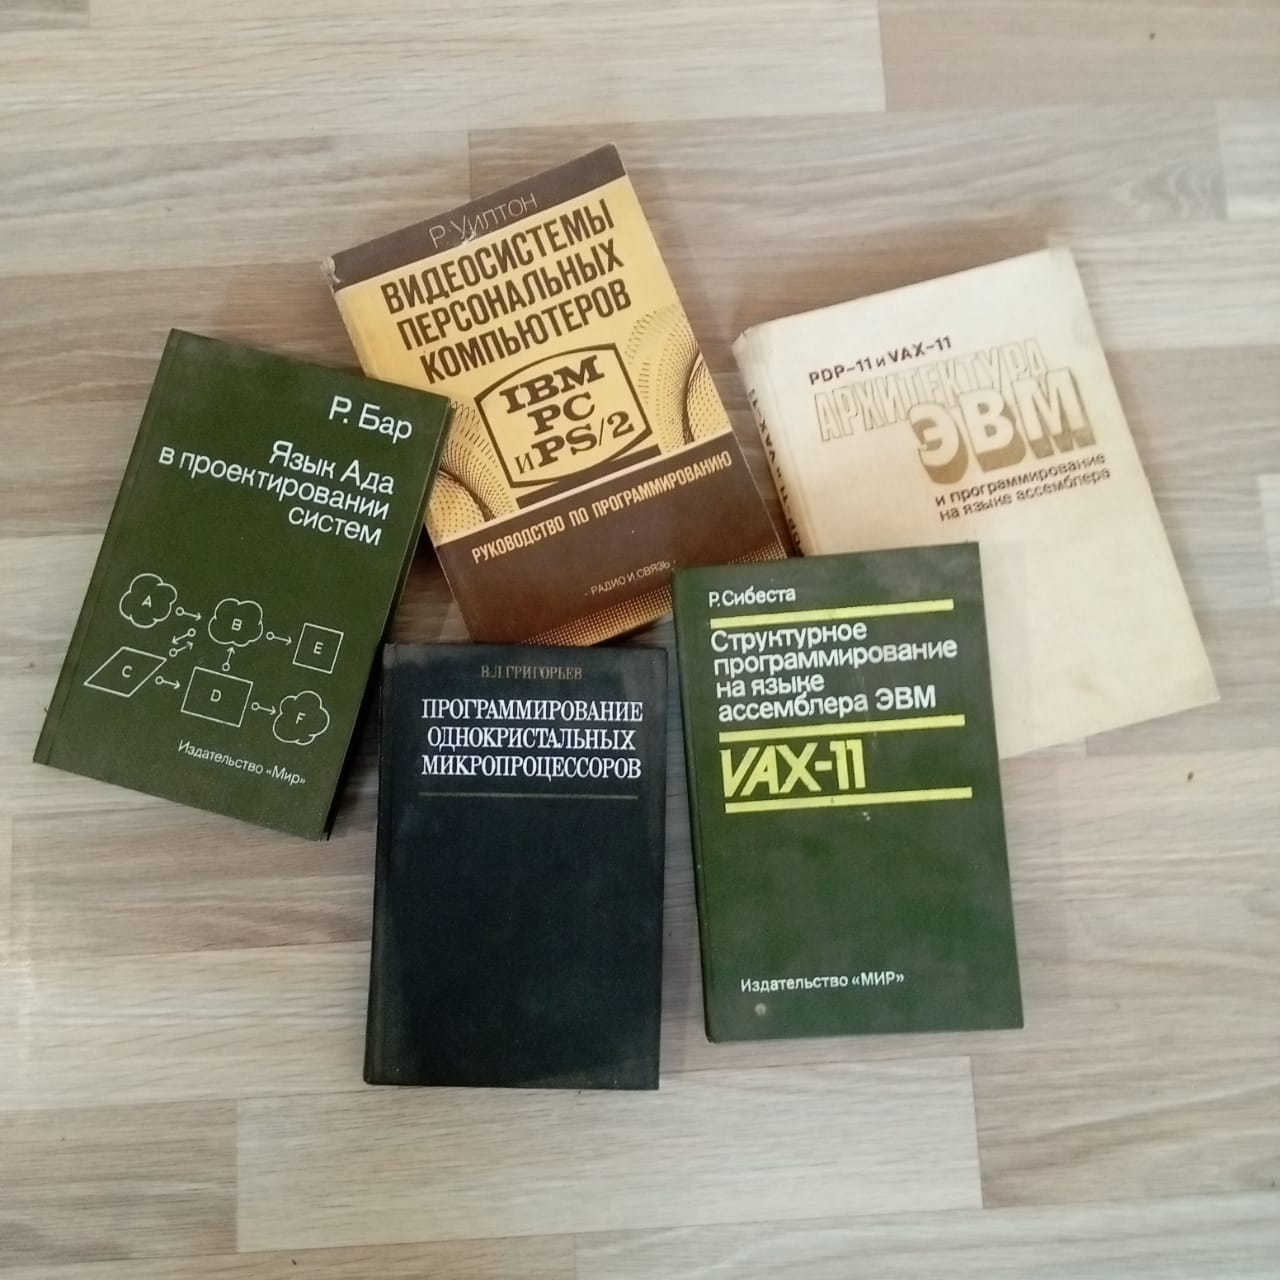 Р. Уилтон
ВИДЕОСИСТЕМЫ
ПЕРСОНАЛЬНЫХ
КОМПЬЮТЕРОВ
IBM
PC
и PS/2
РУКОВОДСТВО ПО ПРОГРАММИРОВАНИЮ
· РАДИО И СВЯЗЬ ·
PDP-11 и VAX-11
АРХИТЕКТУРА
ЭВМ
и программирование
на языке ассемблера
Р. Бар
Язык Ада
в проектировании
систем
A
B
E
C
D
F
Издательство «Мир»
В.Л.ГРИГОРЬЕВ
ПРОГРАММИРОВАНИЕ
ОДНОКРИСТАЛЬНЫХ
МИКРОПРОЦЕССОРОВ
Р.Сибеста
Структурное
программирование
на языке
ассемблера ЭВМ
VAX-11
Издательство «МИР»